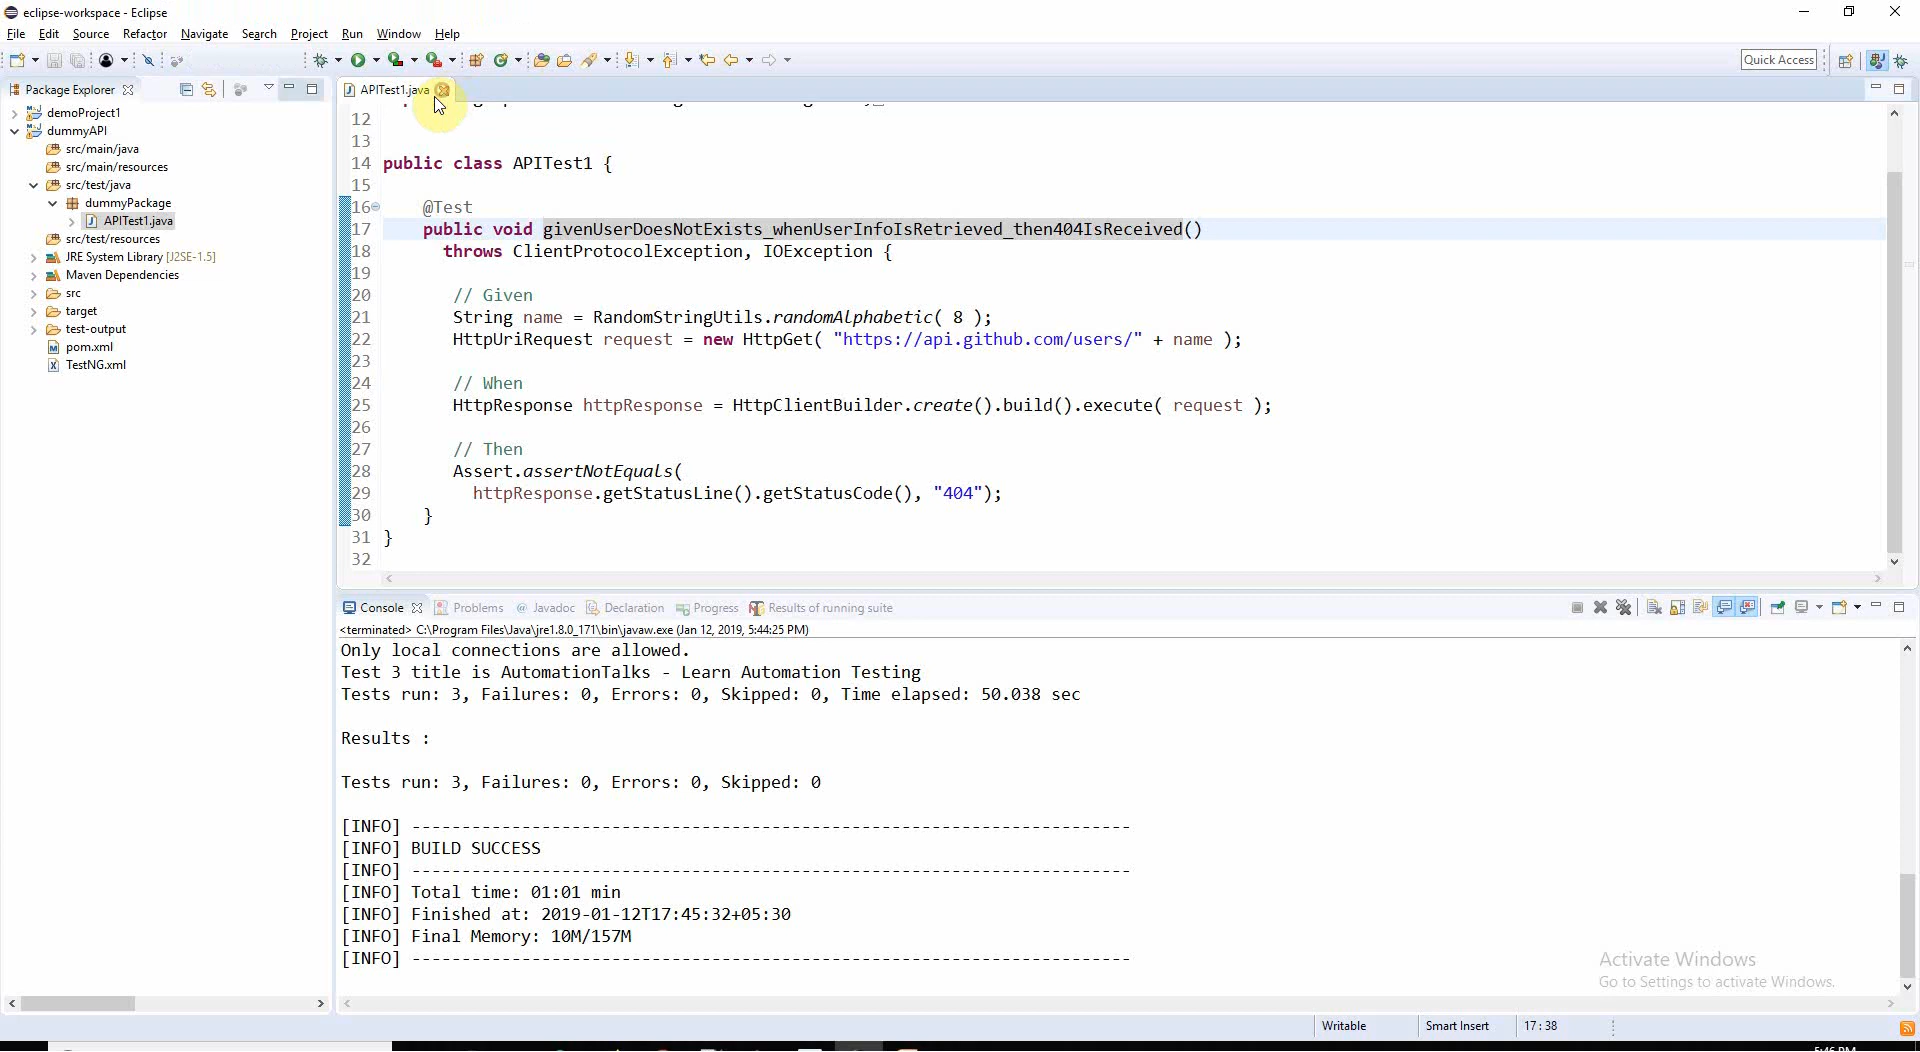 eclipse-workspace - Eclipse
File Edit Source Refactor Navigate Search Project Run Window Help
Quick Access
Package Explorer
demoProject1
dummyAPI
src/main/java
src/main/resources
src/test/java
dummyPackage
APITest1.java
src/test/resources
JRE System Library [J2SE-1.5]
Maven Dependencies
src
target
test-output
pom.xml
TestNG.xml
APITest1.java
12
13
14 public class APITest1 {
15
16 @Test
17 public void givenUserDoesNotExists_whenUserInfoIsRetrieved_then404IsReceived()
18 throws ClientProtocolException, IOException {
19
20 // Given
21 String name = RandomStringUtils.randomAlphabetic( 8 );
22 HttpUriRequest request = new HttpGet( "https://api.github.com/users/" + name );
23
24 // When
25 HttpResponse httpResponse = HttpClientBuilder.create().build().execute( request );
26
27 // Then
28 Assert.assertNotEquals(
29 httpResponse.getStatusLine().getStatusCode(), "404");
30 }
31 }
32
Console Problems @ Javadoc Declaration Progress Results of running suite
<terminated> C:\Program Files\Java\jre1.8.0_171\bin\javaw.exe (Jan 12, 2019, 5:44:25 PM)
Only local connections are allowed.
Test 3 title is AutomationTalks - Learn Automation Testing
Tests run: 3, Failures: 0, Errors: 0, Skipped: 0, Time elapsed: 50.038 sec
Results :
Tests run: 3, Failures: 0, Errors: 0, Skipped: 0
[INFO] ------------------------------------------------------------------------
[INFO] BUILD SUCCESS
[INFO] ------------------------------------------------------------------------
[INFO] Total time: 01:01 min
[INFO] Finished at: 2019-01-12T17:45:32+05:30
[INFO] Final Memory: 10M/157M
[INFO] ------------------------------------------------------------------------
Activate Windows
Go to Settings to activate Windows.
Writable Smart Insert 17 : 38